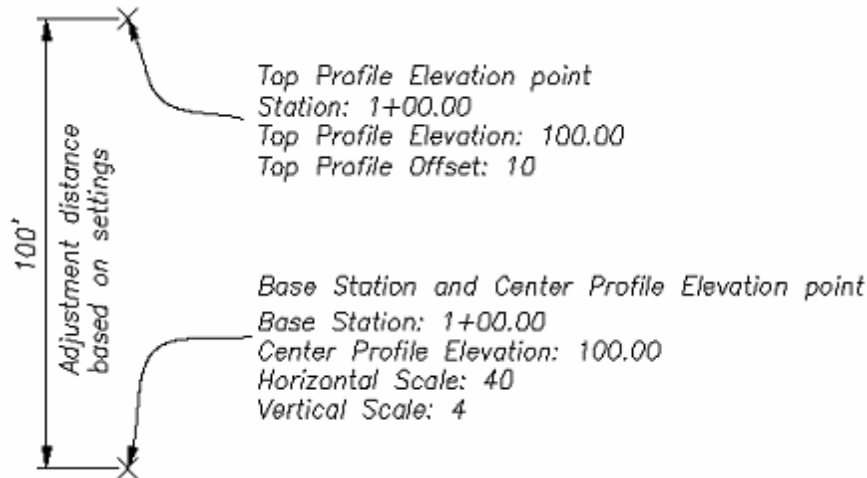 Top Profile Elevation point
Station: 1+00.00
Top Profile Elevation: 100.00
Top Profile Offset: 10
100'
Adjustment distance
based on settings
Base Station and Center Profile Elevation point
Base Station: 1+00.00
Center Profile Elevation: 100.00
Horizontal Scale: 40
Vertical Scale: 4